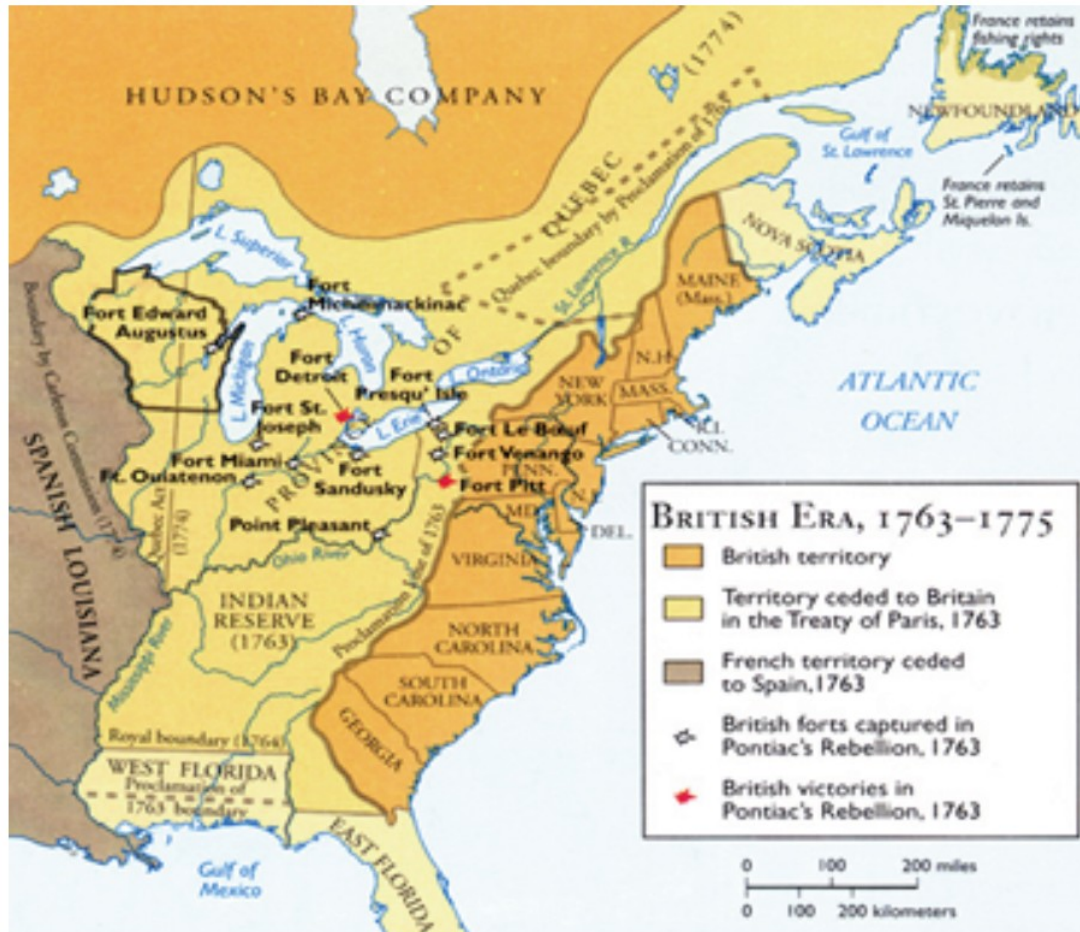 France retains
fishing rights
(1774)
HUDSON'S BAY COMPANY
NEWFOUNDLAND
Gulf of
St. Lawrence
France retains
St. Pierre and
Miquelon Is.
QUEBEC
Quebec boundary by Proclamation of 1763
NOVA SCOTIA
L. Superior
St. Lawrence R.
MAINE
(Mass.)
Fort
Michilimackinac
Fort Edward
Augustus
L. Michigan
L. Huron
OF
L. Ontario
N.H.
NEW
YORK
MASS.
R.I.
CONN.
ATLANTIC
OCEAN
Fort
Detroit
Fort
Presqu' Isle
L. Erie
Fort St.
Joseph
Fort Le Bœuf
Fort Venango
PENN.
Fort Miami
Ft. Ouiatenon
Fort
Sandusky
Fort Pitt
PROVINCE
N.J.
MD.
DEL.
Boundary by Carleton Commission (1774)
SPANISH LOUISIANA
Quebec Act
(1774)
Point Pleasant
Ohio River
VIRGINIA
INDIAN
RESERVE
(1763)
Proclamation Line of 1763
Mississippi River
NORTH
CAROLINA
SOUTH
CAROLINA
GEORGIA
Royal boundary (1764)
WEST FLORIDA
Proclamation of
1763 boundary
EAST FLORIDA
Gulf of
Mexico
BRITISH ERA, 1763–1775
British territory
Territory ceded to Britain
in the Treaty of Paris, 1763
French territory ceded
to Spain, 1763
British forts captured in
Pontiac's Rebellion, 1763
British victories in
Pontiac's Rebellion, 1763
0 100 200 miles
0 100 200 kilometers